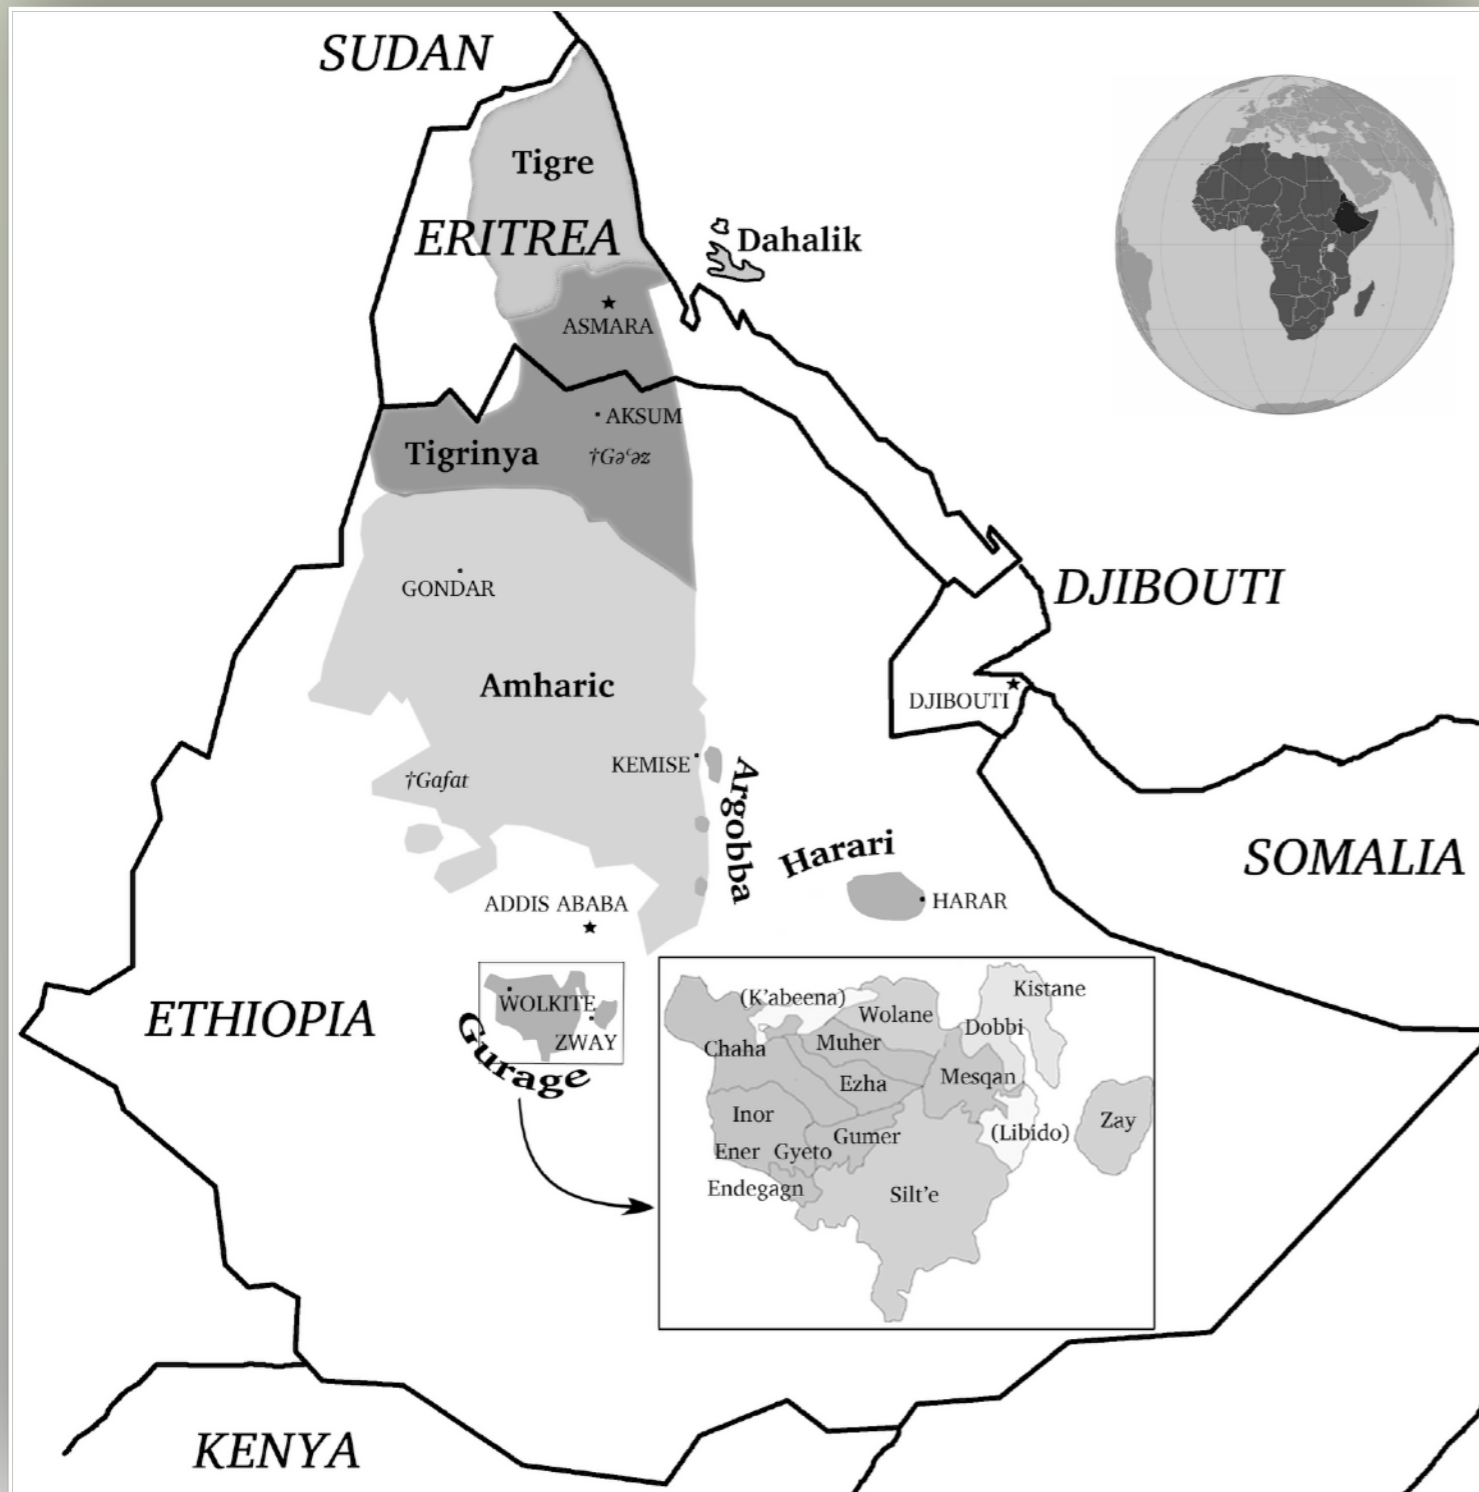 SUDAN
Tigre
ERITREA
Dahalik
ASMARA
AKSUM
Tigrinya
†Gəʿəz
GONDAR
DJIBOUTI
Amharic
DJIBOUTI
KEMISE
†Gafat
Argobba
Harari
SOMALIA
ADDIS ABABA
HARAR
ETHIOPIA
WOLKITE
ZWAY
Gurage
(K'abeena)
Kistane
Wolane
Dobbi
Muher
Chaha
Ezha
Mesqan
Inor
Zay
Gumer
(Libido)
Ener
Gyeto
Endegagn
Silt'e
KENYA